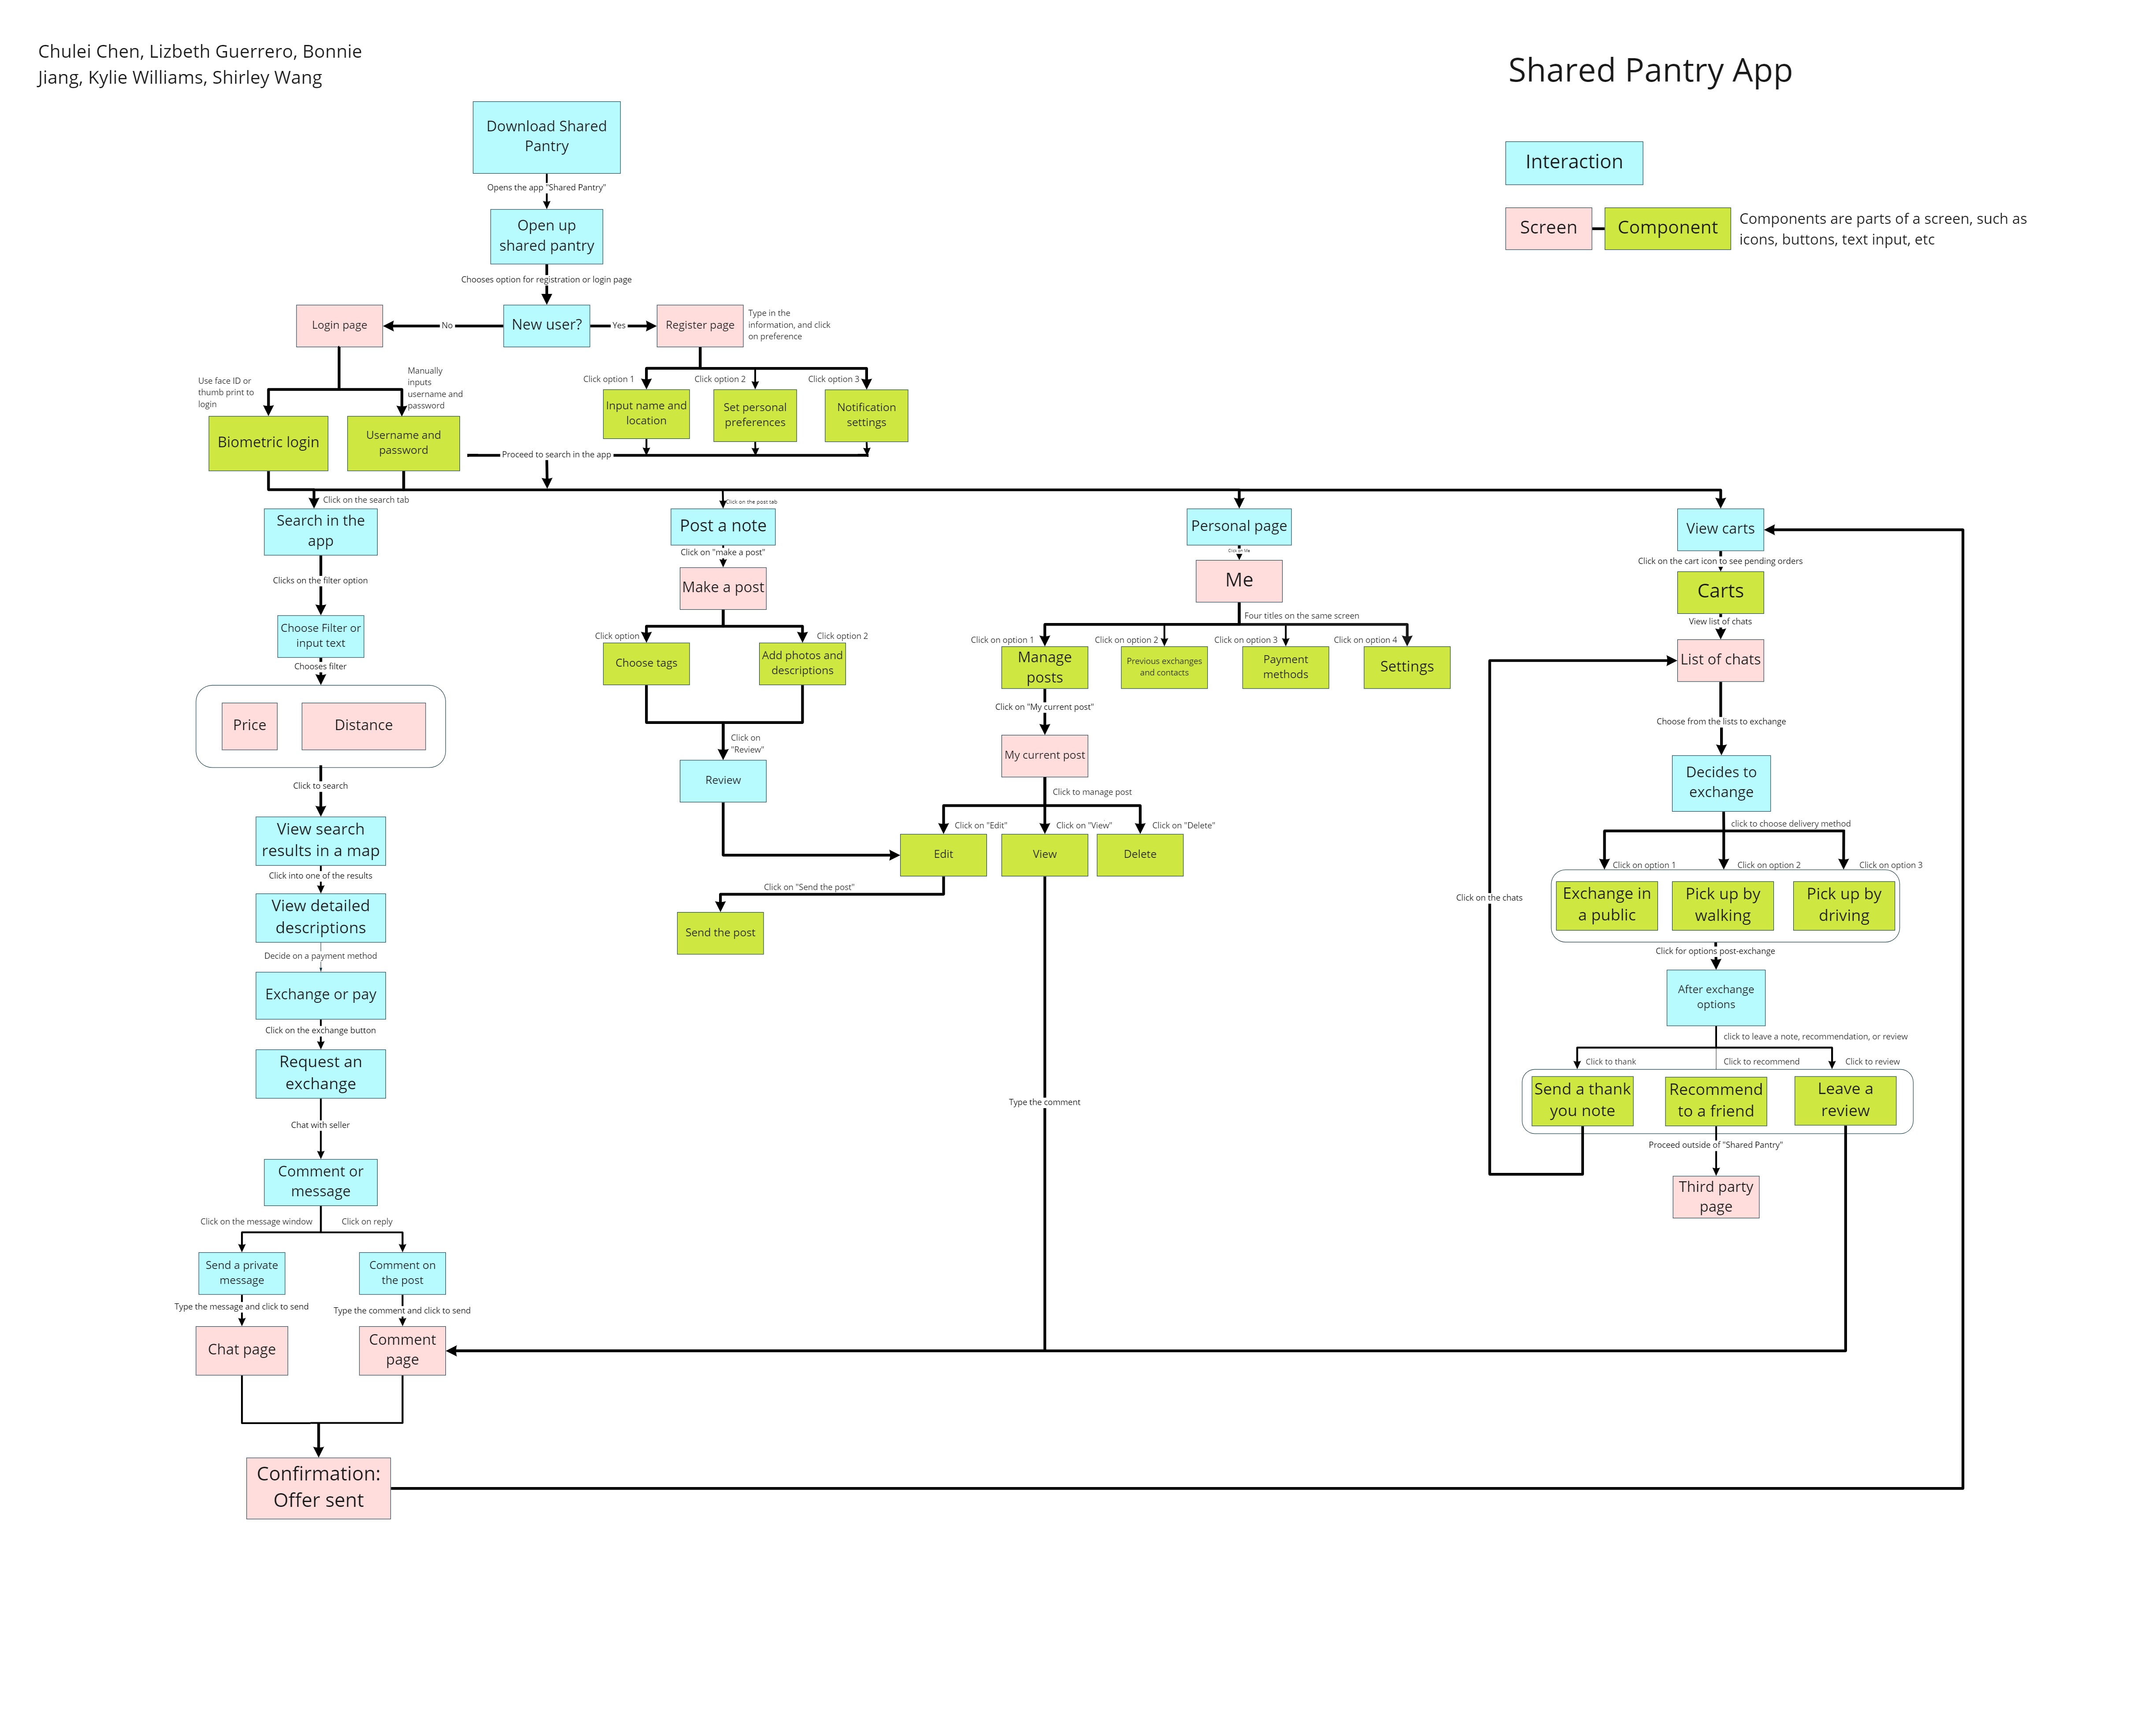 Chulei Chen, Lizbeth Guerrero, Bonnie
Jiang, Kylie Williams, Shirley Wang
Shared Pantry App
Interaction
Screen
Component
Components are parts of a screen, such as
icons, buttons, text input, etc
Download Shared
Pantry
Opens the app "Shared Pantry"
Open up
shared pantry
Chooses option for registration or login page
Login page
No
New user?
Yes
Register page
Type in the
information, and click
on preference
Use face ID or
thumb print to
login
Manually
inputs
username and
password
Click option 1
Click option 2
Click option 3
Biometric login
Username and
password
Input name and
location
Set personal
preferences
Notification
settings
Proceed to search in the app
Click on the search tab
Search in the
app
Clicks on the filter option
Choose Filter or
input text
Chooses filter
Price
Distance
Click to search
View search
results in a map
Click into one of the results
View detailed
descriptions
Decide on a payment method
Exchange or pay
Click on the exchange button
Request an
exchange
Chat with seller
Comment or
message
Click on the message window
Click on reply
Send a private
message
Comment on
the post
Type the message and click to send
Type the comment and click to send
Chat page
Comment
page
Confirmation:
Offer sent
Click on the post tab
Post a note
Click on "make a post"
Make a post
Click option
Click option 2
Choose tags
Add photos and
descriptions
Click on
"Review"
Review
Click on "Send the post"
Send the post
Personal page
Click on Me
Me
Four titles on the same screen
Click on option 1
Click on option 2
Click on option 3
Click on option 4
Manage
posts
Previous exchanges
and contacts
Payment
methods
Settings
Click on "My current post"
My current post
Click to manage post
Click on "Edit"
Click on "View"
Click on "Delete"
Edit
View
Delete
Type the comment
View carts
Click on the cart icon to see pending orders
Carts
View list of chats
List of chats
Choose from the lists to exchange
Decides to
exchange
click to choose delivery method
Click on option 1
Click on option 2
Click on option 3
Exchange in
a public
Pick up by
walking
Pick up by
driving
Click on the chats
Click for options post-exchange
After exchange
options
click to leave a note, recommendation, or review
Click to thank
Click to recommend
Click to review
Send a thank
you note
Recommend
to a friend
Leave a
review
Proceed outside of "Shared Pantry"
Third party
page